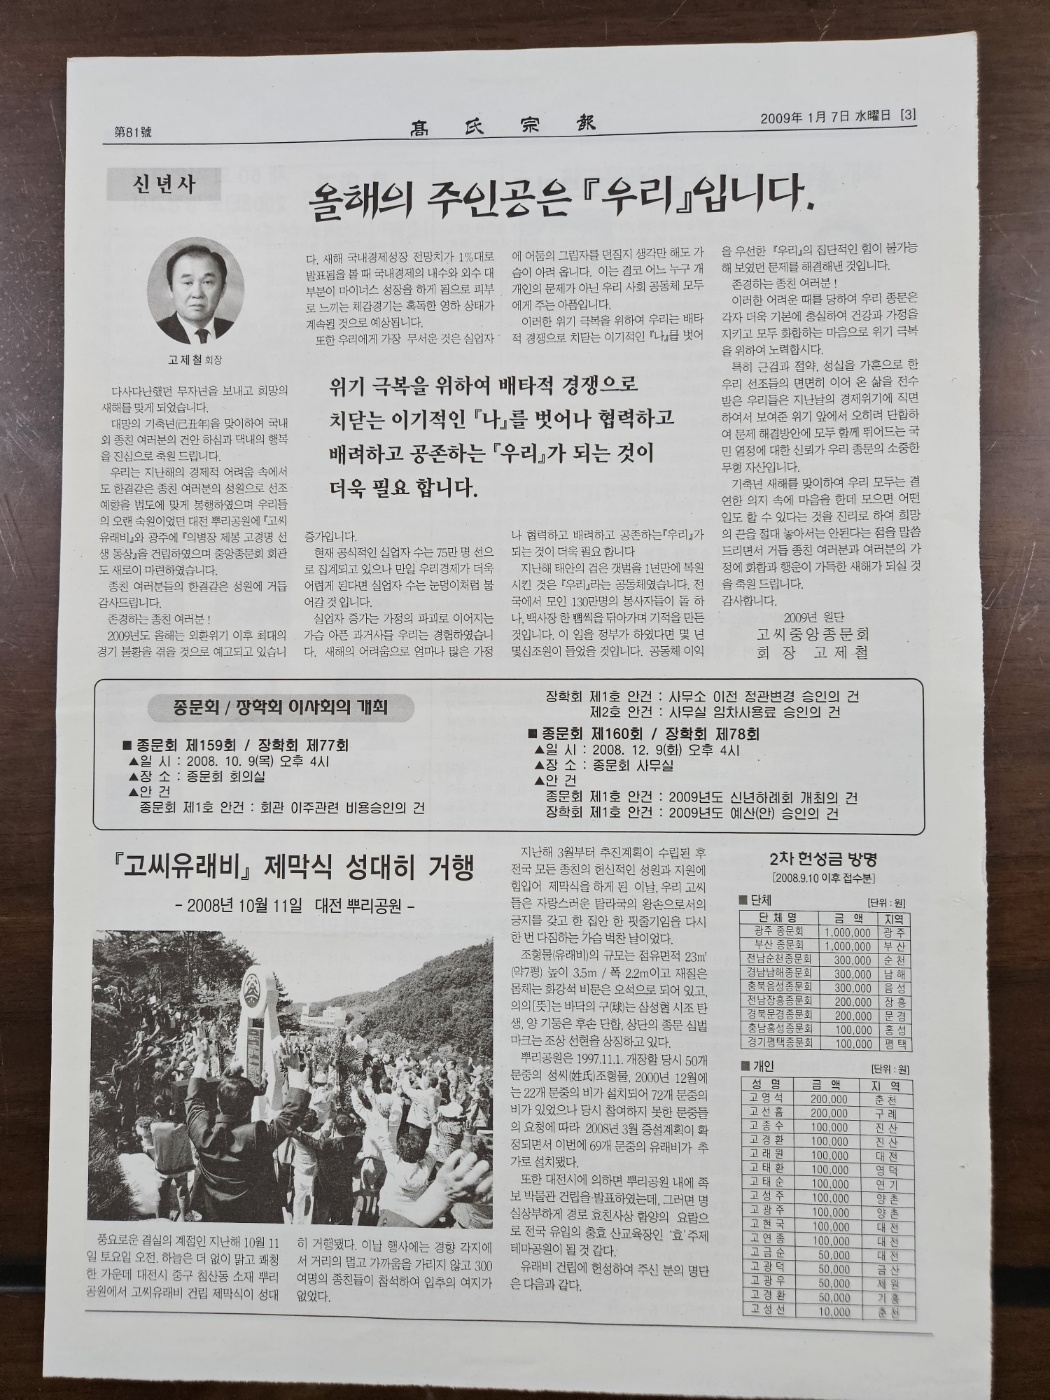 第81號
高氏宗報
2009年 1月 7日 水曜日 [3]
신년사
올해의 주인공은『우리』입니다.
고제철 회장
다사다난했던 무자년을 보내고 희망의
새해를 맞게 되었습니다.
대망의 기축년(己丑年)을 맞이하여 국내
외 종친 여러분의 건안 하심과 댁내의 행복
을 진심으로 축원 드립니다.
우리는 지난해의 경제적 어려움 속에서
도 한결같은 종친 여러분의 성원으로 선조
예향을 법도에 맞게 봉행하였으며 우리들
의 오랜 숙원이었던 대전 뿌리공원에『고씨
유래비』와 광주에『의병장 제봉 고경명 선
생 동상』을 건립하였으며 중앙종문회 회관
도 새로이 마련하였습니다.
종친 여러분들의 한결같은 성원에 거듭
감사드립니다.
존경하는 종친 여러분 !
2009년도 올해는 외환위기 이후 최대의
경기 불황을 겪을 것으로 예고되고 있습니
다. 새해 국내경제성장 전망치가 1%대로
발표됨을 볼 때 국내경제의 내수와 외수 대
부분이 마이너스 성장을 하게 됨으로 피부
로 느끼는 체감경기는 혹독한 영하 상태가
계속될 것으로 예상됩니다.
또한 우리에게 가장 무서운 것은 실업자
위기 극복을 위하여 배타적 경쟁으로
치닫는 이기적인『나』를 벗어나 협력하고
배려하고 공존하는『우리』가 되는 것이
더욱 필요 합니다.
증가입니다.
현재 공식적인 실업자 수는 75만 명 선으
로 집계되고 있으나 만일 우리경제가 더욱
어렵게 된다면 실업자 수는 눈덩이처럼 불
어갈 것 입니다.
실업자 증가는 가정의 파괴로 이어지는
가슴 아픈 과거사를 우리는 경험하였습니
다. 새해의 어려움으로 얼마나 많은 가정
에 어둠의 그림자를 던질지 생각만 해도 가
슴이 아려 옵니다. 이는 결코 어느 누구 개
개인의 문제가 아닌 우리 사회 공동체 모두
에게 주는 아픔입니다.
이러한 위기 극복을 위하여 우리는 배타
적 경쟁으로 치닫는 이기적인『나』를 벗어
나 협력하고 배려하고 공존하는『우리』가
되는 것이 더욱 필요 합니다
지난해 태안의 검은 갯벌을 1년만에 복원
시킨 것은『우리』라는 공동체였습니다. 전
국에서 모인 130만명의 봉사자들이 돌 하
나, 백사장 한 뼘씩을 닦아가며 기적을 만든
것입니다. 이 일을 정부가 하였다면 몇 년
몇십조원이 들었을 것입니다. 공동체 이익
을 우선한『우리』의 집단적인 힘이 불가능
해 보였던 문제를 해결해낸 것입니다.
존경하는 종친 여러분 !
이러한 어려운 때를 당하여 우리 종문은
각자 더욱 기본에 충실하여 건강과 가정을
지키고 모두 화합하는 마음으로 위기 극복
을 위하여 노력합시다.
특히 근검과 절약, 성실을 가훈으로 한
우리 선조들의 면면히 이어 온 삶을 전수
받은 우리들은 지난날의 경제위기에 직면
하여서 보여준 위기 앞에서 오히려 단합하
여 문제 해결방안에 모두 함께 뛰어드는 국
민 열정에 대한 신뢰가 우리 종문의 소중한
무형 자산입니다.
기축년 새해를 맞이하여 우리 모두는 결
연한 의지 속에 마음을 한데 모으면 어떤
일도 할 수 있다는 것을 진리로 하여 희망
의 끈을 절대 놓아서는 안된다는 점을 말씀
드리면서 거듭 종친 여러분과 여러분의 가
정에 화합과 행운이 가득한 새해가 되실 것
을 축원 드립니다.
감사합니다.
2009년 원단
고씨중앙종문회
회 장 고 제 철
종문회 / 장학회 이사회의 개최
■ 종문회 제159회 / 장학회 제77회
▲일 시 : 2008. 10. 9(목) 오후 4시
▲장 소 : 종문회 회의실
▲안 건
종문회 제1호 안건 : 회관 이주관련 비용승인의 건
장학회 제1호 안건 : 사무소 이전 정관변경 승인의 건
제2호 안건 : 사무실 임차사용료 승인의 건
■ 종문회 제160회 / 장학회 제78회
▲일 시 : 2008. 12. 9(화) 오후 4시
▲장 소 : 종문회 사무실
▲안 건
종문회 제1호 안건 : 2009년도 신년하례회 개최의 건
장학회 제1호 안건 : 2009년도 예산(안) 승인의 건
『고씨유래비』 제막식 성대히 거행
- 2008년 10월 11일 대전 뿌리공원 -
풍요로운 결실의 계절인 지난해 10월 11
일 토요일 오전, 하늘은 더 없이 맑고 쾌청
한 가운데 대전시 중구 침산동 소재 뿌리
공원에서 고씨유래비 건립 제막식이 성대
히 거행됐다. 이날 행사에는 경향 각지에
서 거리의 멀고 가까움을 가리지 않고 300
여명의 종친들이 참석하여 입추의 여지가
없었다.
지난해 3월부터 추진계획이 수립된 후
전국 모든 종친의 헌신적인 성원과 지원에
힘입어 제막식을 하게 된 이날, 우리 고씨
들은 자랑스러운 탐라국의 왕손으로서의
긍지를 갖고 한 집안 한 핏줄기임을 다시
한 번 다짐하는 가슴 벅찬 날이었다.
조형물(유래비)의 규모는 점유면적 23㎡
(약7평) 높이 3.5m / 폭 2.2m이고 재질은
몸체는 화강석 비문은 오석으로 되어 있고,
의의[뜻]는 바닥의 구(球)는 삼성혈 시조 탄
생, 양 기둥은 후손 단합, 상단의 종문 심벌
마크는 조상 선현을 상징하고 있다.
뿌리공원은 1997.11.1. 개장할 당시 50개
문중의 성씨(姓氏)조형물, 2000년 12월에
는 22개 문중의 비가 설치되어 72개 문중의
비가 있었으나 당시 참여하지 못한 문중들
의 요청에 따라 2008년 3월 증설계획이 확
정되면서 이번에 69개 문중의 유래비가 추
가로 설치됐다.
또한 대전시에 의하면 뿌리공원 내에 족
보 박물관 건립을 발표하였는데, 그러면 명
실상부하게 경로 효친사상 함양의 요람으
로 전국 유일의 충효 산교육장인 '효' 주제
테마공원이 될 것 같다.
유래비 건립에 헌성하여 주신 분의 명단
은 다음과 같다.
2차 헌성금 방명
[2008.9.10 이후 접수분]
■ 단체 [단위 : 원]
단 체 명 금 액 지역
광주 종문회 1,000,000 광 주
부산 종문회 1,000,000 부 산
전남순천종문회 300,000 순 천
경남남해종문회 300,000 남 해
충북음성종문회 300,000 음 성
전남장흥종문회 200,000 장 흥
경북문경종문회 200,000 문 경
충남홍성종문회 100,000 홍 성
경기평택종문회 100,000 평 택
■ 개인 [단위 : 원]
성 명 금 액 지 역
고 영 석 200,000 춘 천
고 선 홈 200,000 구 례
고 종 수 100,000 진 산
고 경 환 100,000 진 산
고 래 원 100,000 대 전
고 태 환 100,000 영 덕
고 태 순 100,000 연 기
고 성 주 100,000 양 촌
고 광 주 100,000 양 촌
고 현 국 100,000 대 전
고 연 종 100,000 대 전
고 금 순 50,000 대 전
고 광 덕 50,000 금 산
고 광 우 50,000 제 원
고 경 환 50,000 기 흥
고 성 선 10,000 춘 천